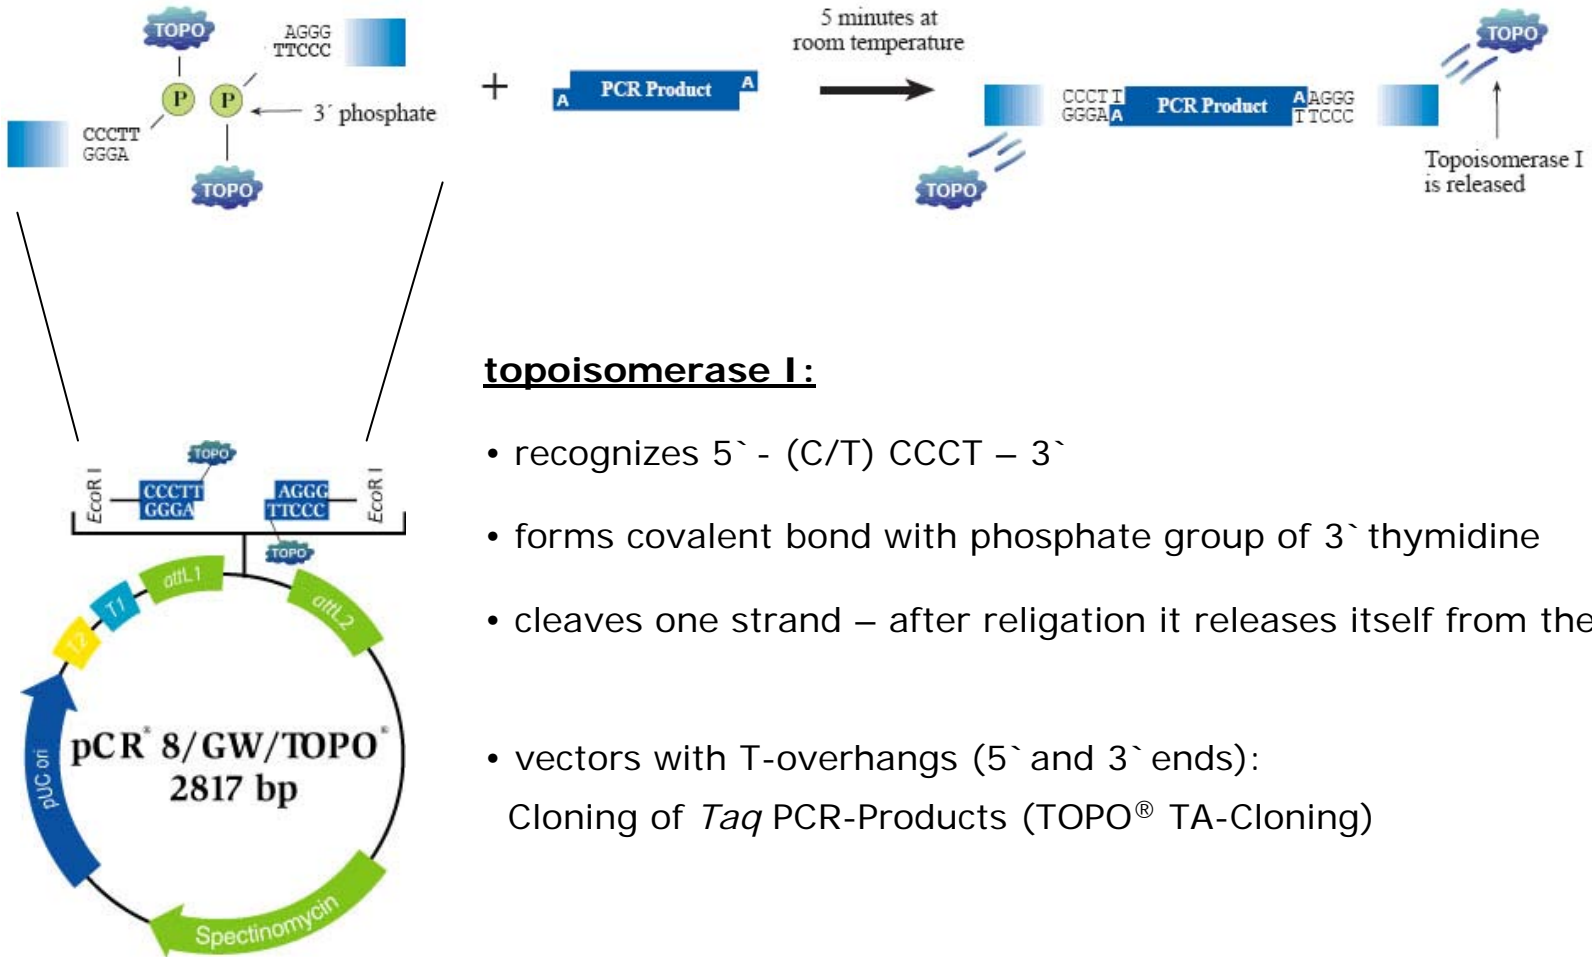 TOPO
AGGG
TTCCC
P P
3´ phosphate
CCCTT
GGGA
TOPO
+
A PCR Product A
5 minutes at
room temperature
TOPO
CCCTT PCR Product A AGGG
GGGA A T TCCC
TOPO
Topoisomerase I
is released
topoisomerase I:
• recognizes 5` - (C/T) CCCT – 3`
• forms covalent bond with phosphate group of 3` thymidine
• cleaves one strand – after religation it releases itself from the
• vectors with T-overhangs (5` and 3` ends):
Cloning of Taq PCR-Products (TOPO® TA-Cloning)
TOPO
EcoR I
CCCTT
GGGA
AGGG
TTCCC
EcoR I
TOPO
attL1
attL2
T1
T2
pUC ori
pCR® 8/GW/TOPO®
2817 bp
Spectinomycin